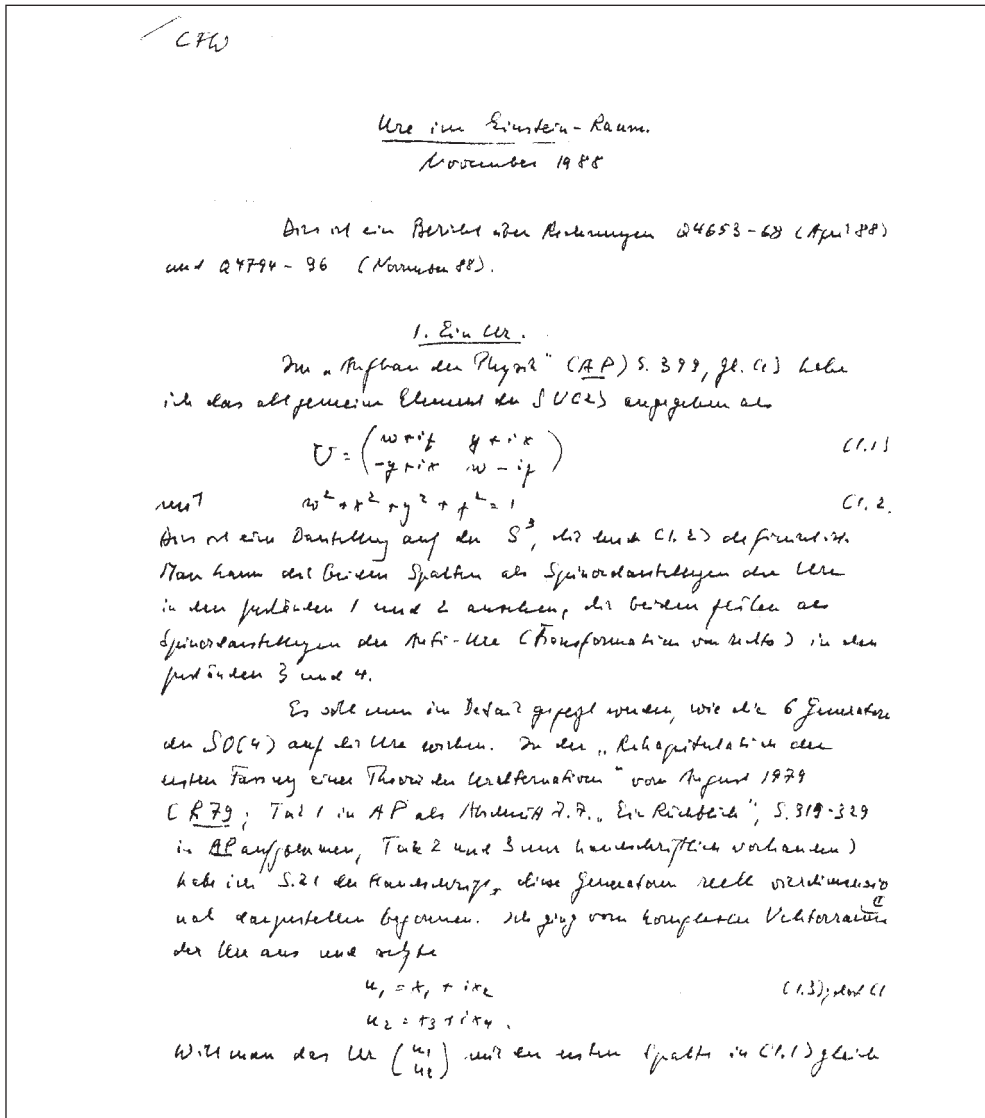 CFW
Ure im Einstein-Raum.
November 1988
Dies ist ein Bericht über Rechnungen Q4653-68 (April 88)
und Q4794-96 (November 88).
1. Ein Ur.
Im „Aufbau der Physik“ (AP) S. 399, gl. (1) habe
ich das allgemeine Element der SU(2) angegeben als
U = ( w+iz y+ix ) (1.1)
( -y+ix w-iz )
mit w² + x² + y² + z² = 1 (1.2.
Dies ist eine Darstellung auf der S³, die durch (1.2) definiert ist.
Man kann die beiden Spalten als Spinordarstellungen der Ure
in den Zuständen 1 und 2 ansehen, die beiden Zeilen als
Spinordarstellungen der Anti-Ure (Transformation von rechts) in den
Zuständen 3 und 4.
Es soll nun im Detail gezeigt werden, wie die 6 Generatoren
der SO(4) auf die Ure wirken. In der „Rekapitulation der
ersten Fassung einer Theorie der Uralternativen“ vom August 1979
(R79; Teil 1 in AP als Abschnitt 7.7. „Ein Rückblick“, S. 319-329
in AP aufgenommen, Teile 2 und 3 nur handschriftlich vorhanden)
habe ich S.21 der Handschrift, diese Generatoren reell vierdimensio
nal darzustellen begonnen. Ich ging vom komplexen Vektorraum
der Ure aus und setzte
u₁ = x₁ + ix₂ (1.3); dort
u₂ = x₃ + ix₄.
Will man das Ur (u₁ u₂) mit der ersten Spalte in (1.1) gleich